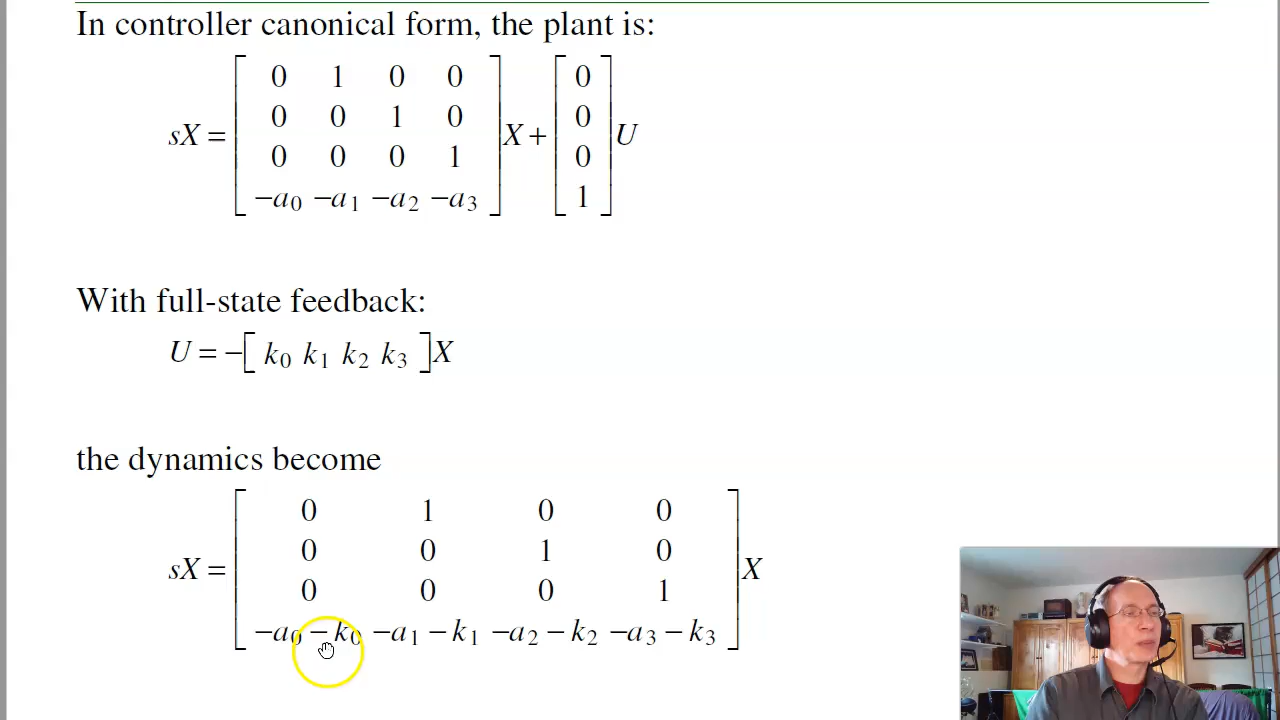 In controller canonical form, the plant is:
sX = [ 0 1 0 0 ; 0 0 1 0 ; 0 0 0 1 ; −a₀ −a₁ −a₂ −a₃ ] X + [ 0 ; 0 ; 0 ; 1 ] U
With full-state feedback:
U = −[ k₀ k₁ k₂ k₃ ]X
the dynamics become
sX = [ 0 1 0 0 ; 0 0 1 0 ; 0 0 0 1 ; −a₀ − k₀ −a₁ − k₁ −a₂ − k₂ −a₃ − k₃ ] X